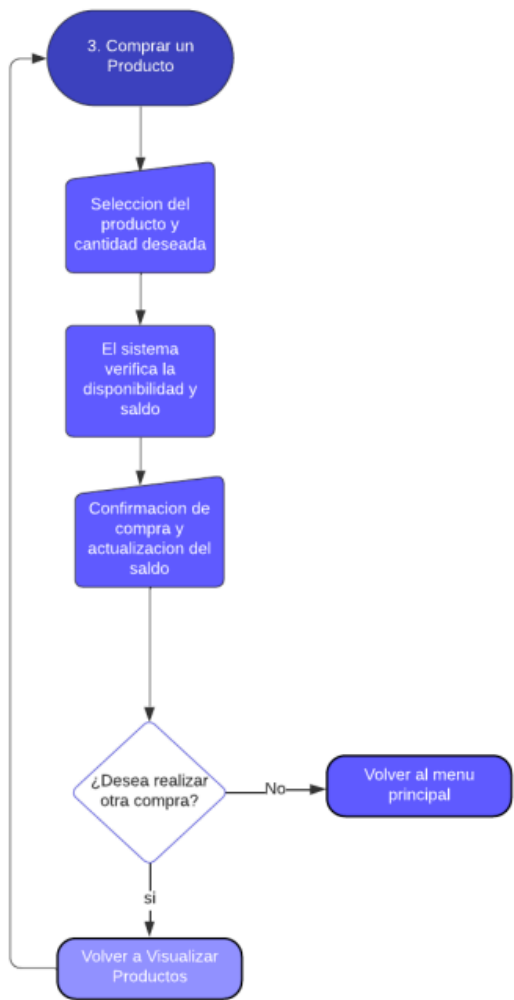 3. Comprar un
Producto
Seleccion del
producto y
cantidad deseada
El sistema
verifica la
disponibilidad y
saldo
Confirmacion de
compra y
actualizacion del
saldo
¿Desea realizar
otra compra?
No
Volver al menu
principal
si
Volver a Visualizar
Productos